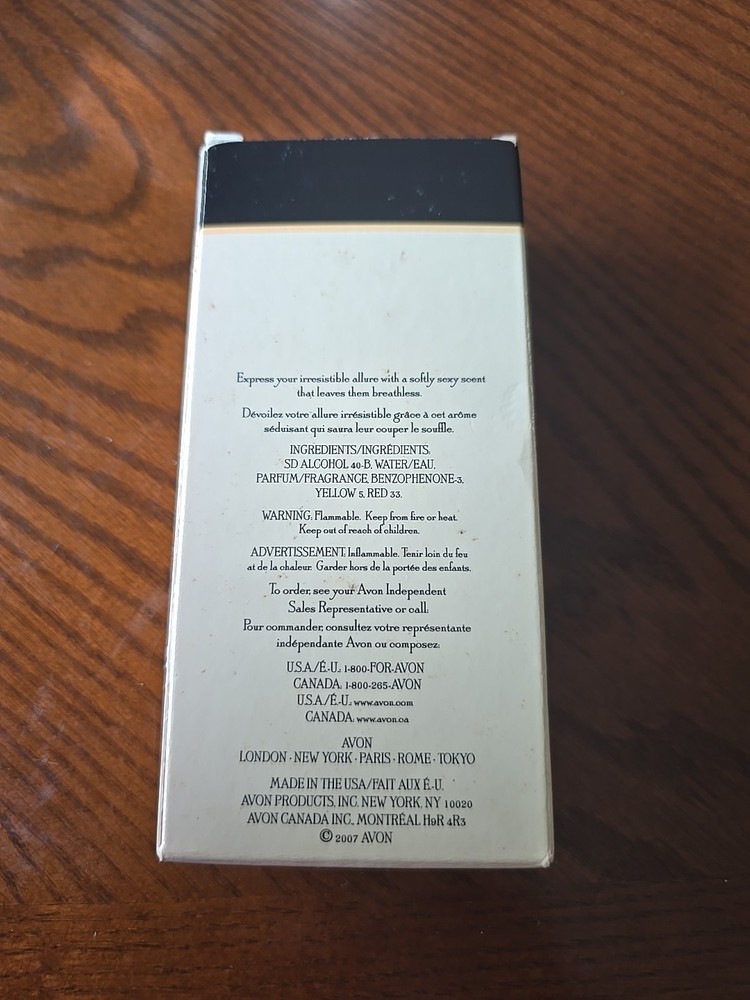 Express your irresistible allure with a softly sexy scent
that leaves them breathless.
Dévoilez votre allure irrésistible grâce à cet arôme
séduisant qui saura leur couper le souffle.
INGREDIENTS/INGRÉDIENTS:
SD ALCOHOL 40-B, WATER/EAU,
PARFUM/FRAGRANCE, BENZOPHENONE-3,
YELLOW 5, RED 33.
WARNING: Flammable. Keep from fire or heat.
Keep out of reach of children.
ADVERTISSEMENT: Inflammable. Tenir loin du feu
at de la chaleur. Garder hors de la portée des enfants.
To order, see your Avon Independent
Sales Representative or call:
Pour commander, consultez votre représentante
indépendante Avon ou composez:
U.S.A./É.-U.: 1-800-FOR-AVON
CANADA: 1-800-265-AVON
U.S.A./É.-U.: www.avon.com
CANADA: www.avon.ca
AVON
LONDON · NEW YORK · PARIS · ROME · TOKYO
MADE IN THE USA/FAIT AUX É.-U.
AVON PRODUCTS, INC. NEW YORK, NY 10020
AVON CANADA INC., MONTRÉAL H9R 4R3
© 2007 AVON